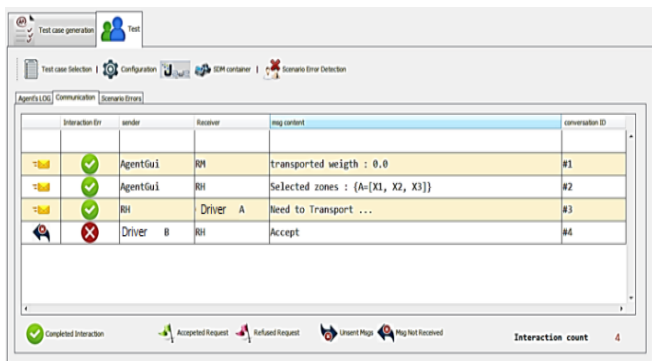 Test case generation
Test
Test case Selection | Configuration SDM container | Scenario Error Detection
Agent's LOG Communication Scenario Errors
Interaction Err sender Receiver msg content conversation ID
AgentGui RM transported weigth : 0.0 #1
AgentGui RH Selected zones : {A=[X1, X2, X3]} #2
RH Driver A Need to Transport ... #3
Driver B RH Accept #4
Completed Interaction Accepeted Request Refused Request Unsent Msgs Msg Not Received Interaction count 4